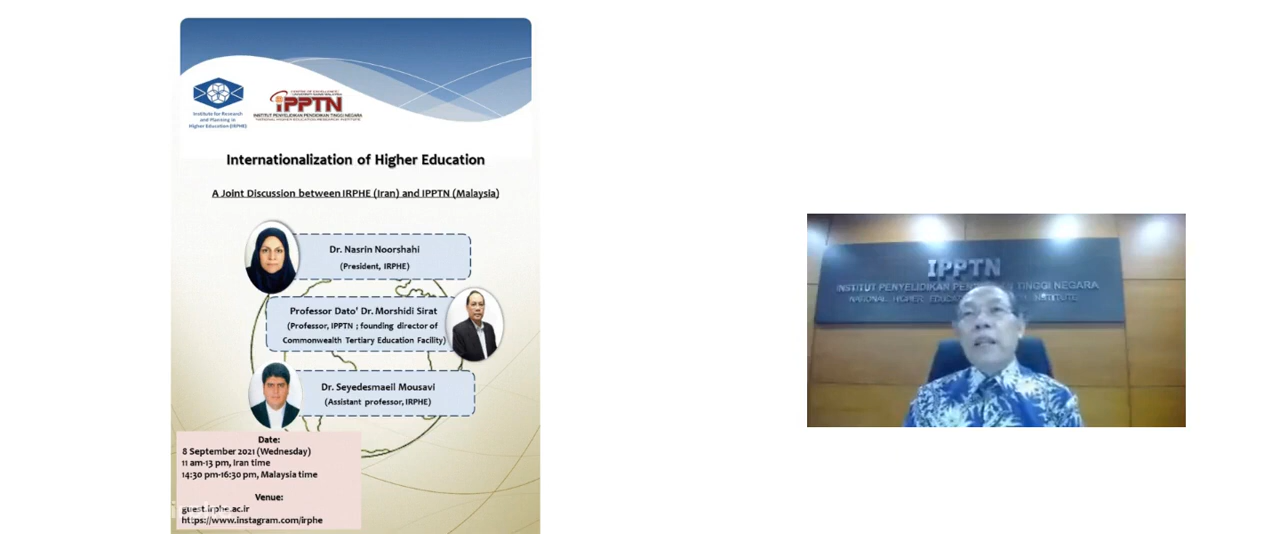 Institute for Research
and Planning in
Higher Education (IRPHE)
IPPTN
INSTITUT PENYELIDIKAN PENDIDIKAN TINGGI NEGARA
NATIONAL HIGHER EDUCATION RESEARCH INSTITUTE
Internationalization of Higher Education
A Joint Discussion between IRPHE (Iran) and IPPTN (Malaysia)
Dr. Nasrin Noorshahi
(President, IRPHE)
Professor Dato' Dr. Morshidi Sirat
(Professor, IPPTN ; founding director of
Commonwealth Tertiary Education Facility)
Dr. Seyedesmaeil Mousavi
(Assistant professor, IRPHE)
Date:
8 September 2021 (Wednesday)
11 am-13 pm, Iran time
14:30 pm-16:30 pm, Malaysia time
Venue:
guest.irphe.ac.ir
https://www.instagram.com/irphe
IPPTN
INSTITUT PENYELIDIKAN TINGGI NEGARA
NATIONAL HIGHER INSTITUTE